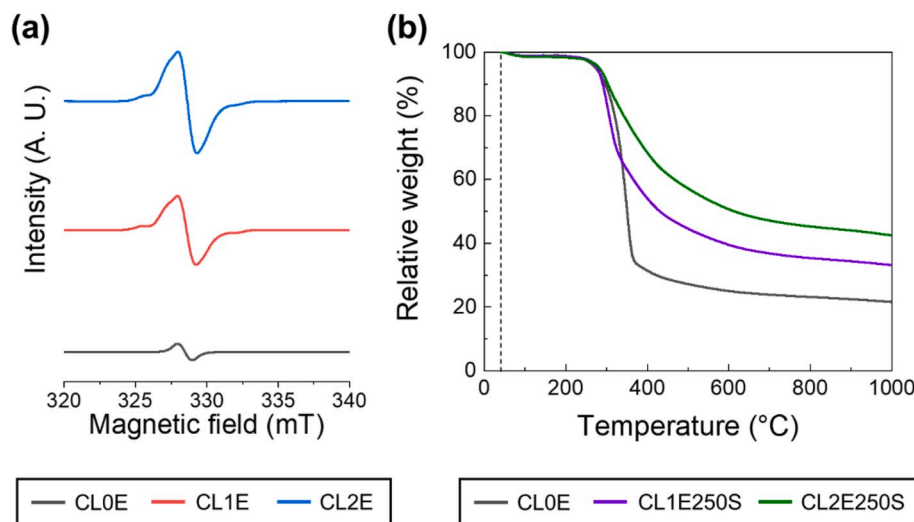 (a)
Intensity (A. U.)
320 325 330 335 340
Magnetic field (mT)
CL0E CL1E CL2E
(b)
Relative weight (%)
100
80
60
40
20
0
0 200 400 600 800 1000
Temperature (°C)
CL0E CL1E250S CL2E250S